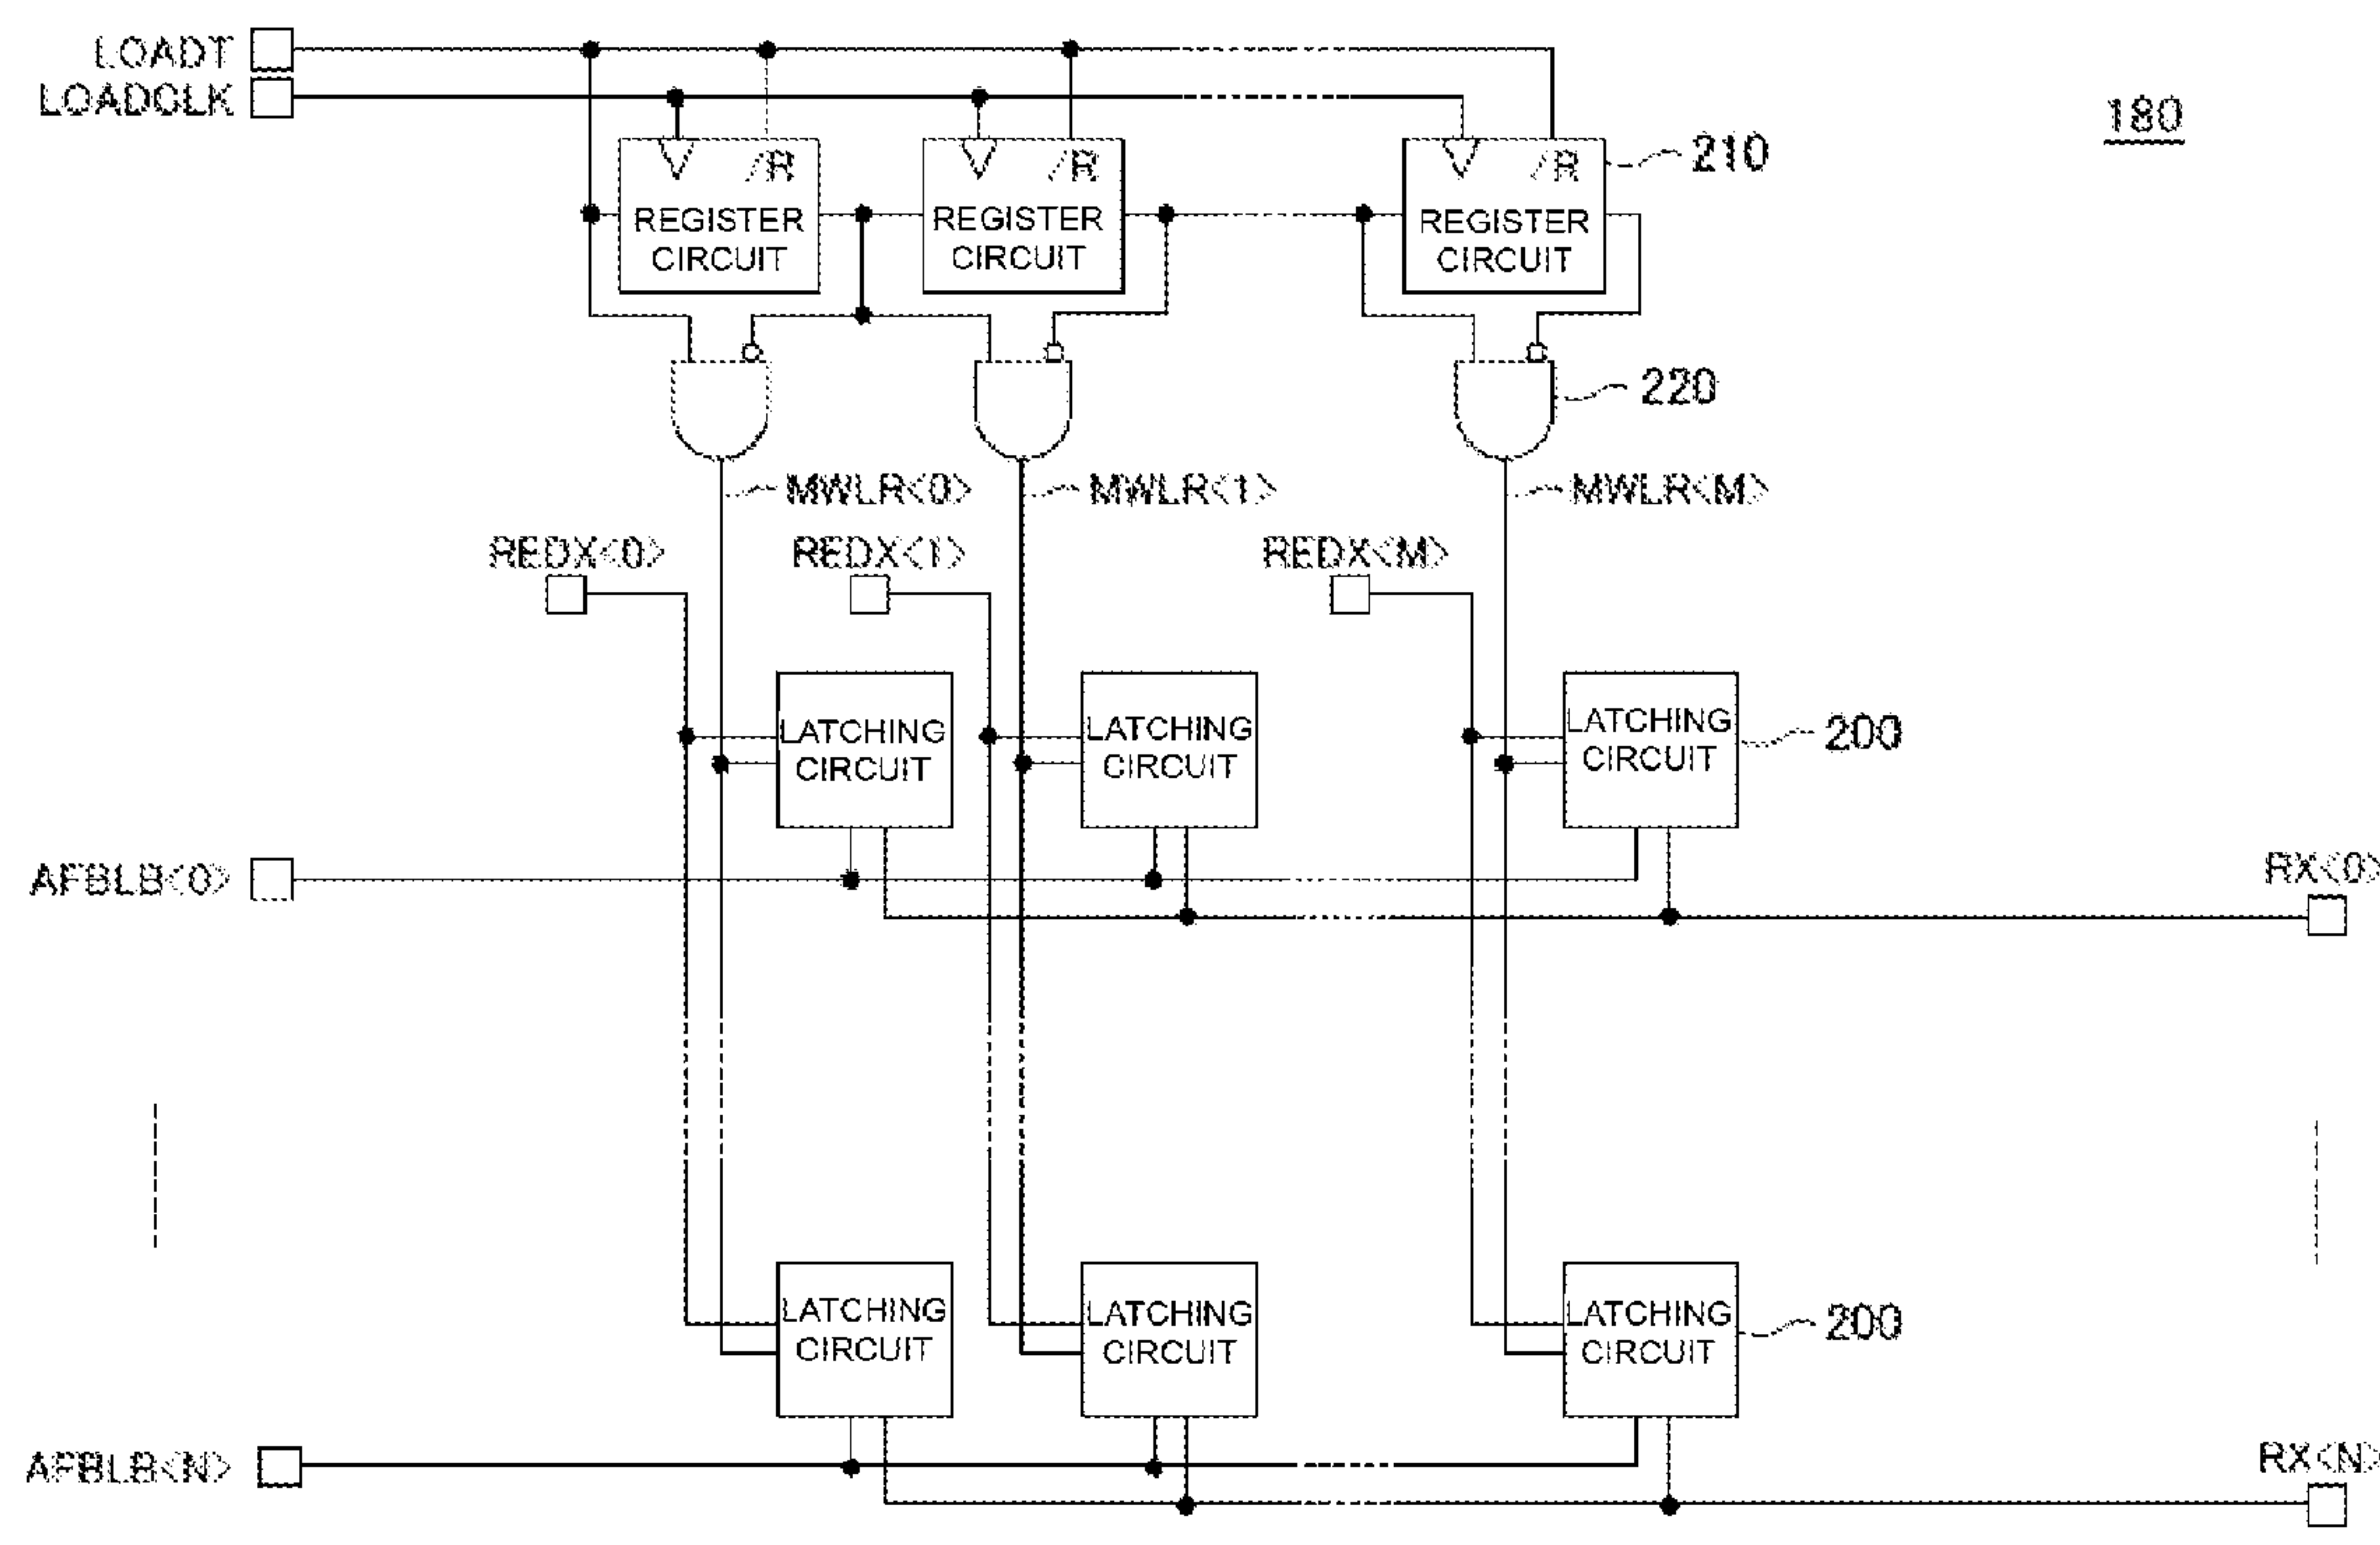 LOADT
LOADCLK
180
/R
/R
/R
210
REGISTER
CIRCUIT
REGISTER
CIRCUIT
REGISTER
CIRCUIT
220
MWLR<0>
MWLR<1>
MWLR<M>
REDX<0>
REDX<1>
REDX<M>
LATCHING
CIRCUIT
LATCHING
CIRCUIT
LATCHING
CIRCUIT
200
AFBLB<0>
RX<0>
LATCHING
CIRCUIT
LATCHING
CIRCUIT
LATCHING
CIRCUIT
200
AFBLB<N>
RX<N>